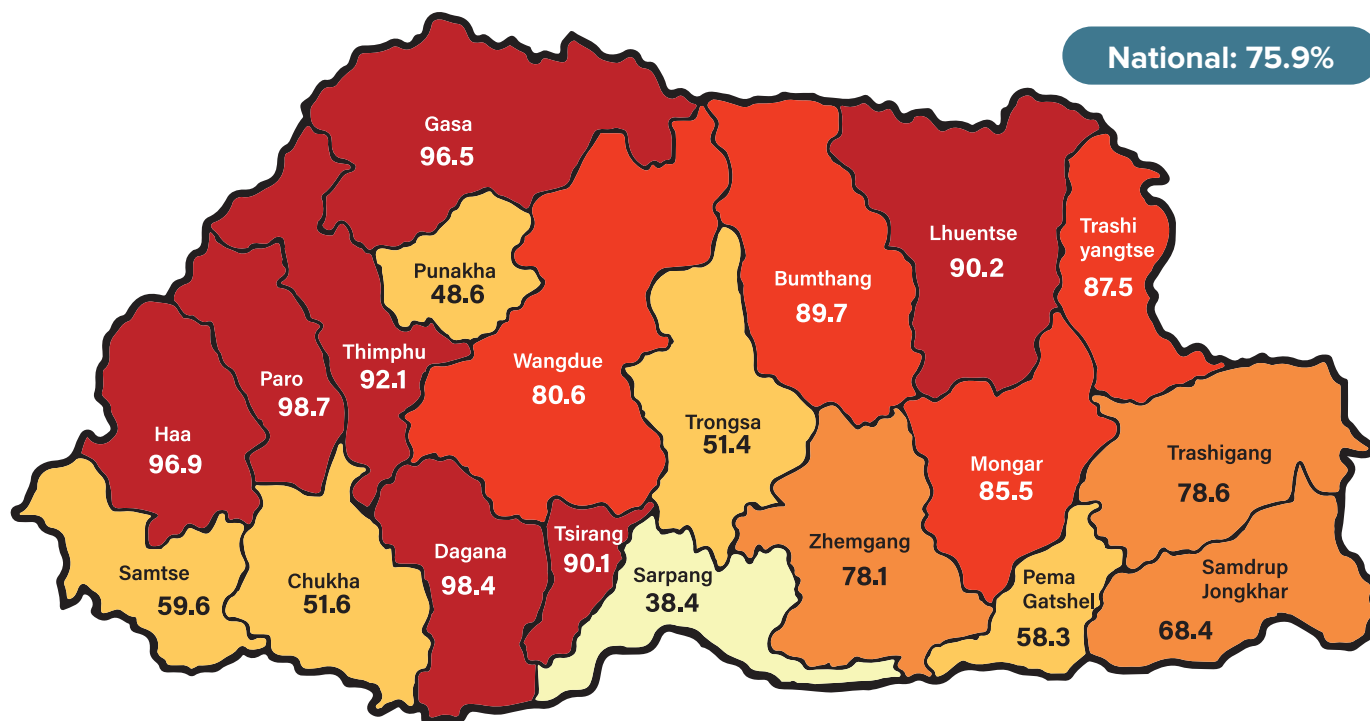 National: 75.9%
Gasa
96.5
Punakha
48.6
Thimphu
92.1
Paro
98.7
Haa
96.9
Wangdue
80.6
Trongsa
51.4
Bumthang
89.7
Lhuentse
90.2
Trashi
yangtse
87.5
Mongar
85.5
Trashigang
78.6
Samtse
59.6
Chukha
51.6
Dagana
98.4
Tsirang
90.1
Sarpang
38.4
Zhemgang
78.1
Pema
Gatshel
58.3
Samdrup
Jongkhar
68.4